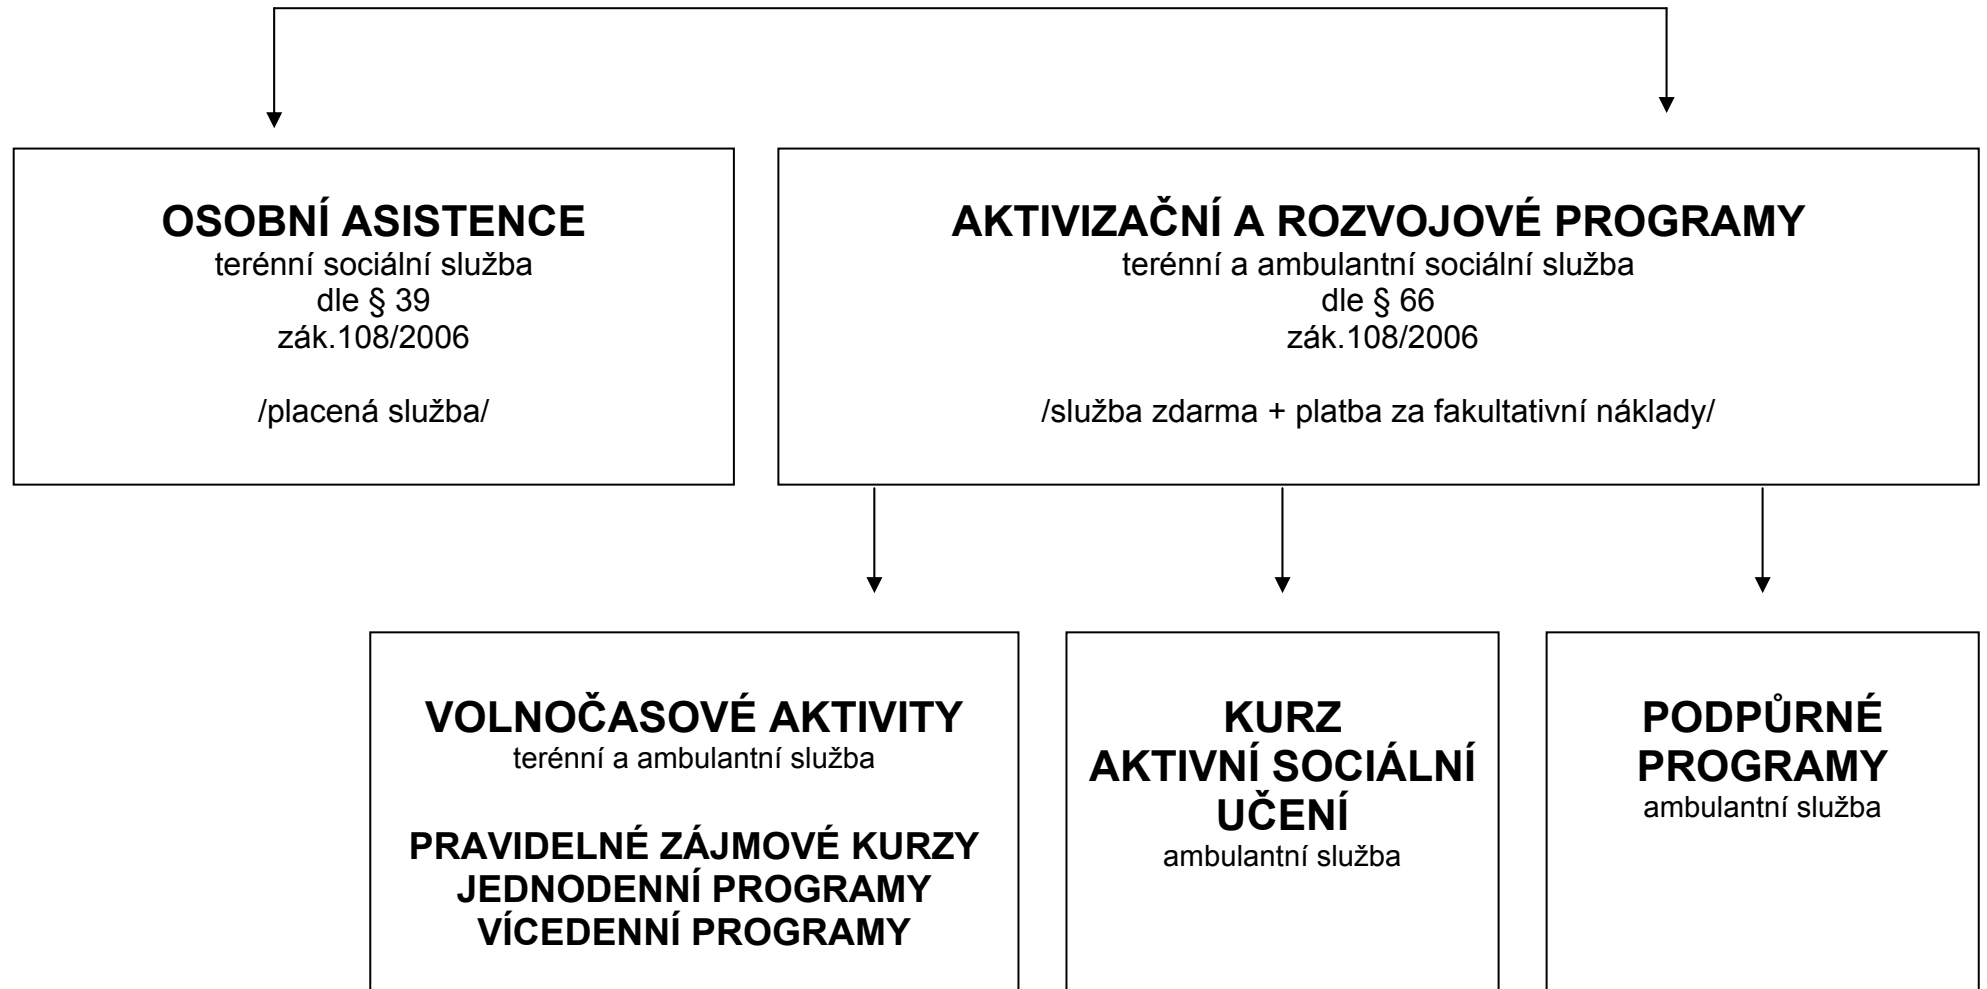 OSOBNÍ ASISTENCE
terénní sociální služba
dle § 39
zák.108/2006
/placená služba/
AKTIVIZAČNÍ A ROZVOJOVÉ PROGRAMY
terénní a ambulantní sociální služba
dle § 66
zák.108/2006
/služba zdarma + platba za fakultativní náklady/
VOLNOČASOVÉ AKTIVITY
terénní a ambulantní služba
PRAVIDELNÉ ZÁJMOVÉ KURZY
JEDNODENNÍ PROGRAMY
VÍCEDENNÍ PROGRAMY
KURZ
AKTIVNÍ SOCIÁLNÍ
UČENÍ
ambulantní služba
PODPŮRNÉ
PROGRAMY
ambulantní služba